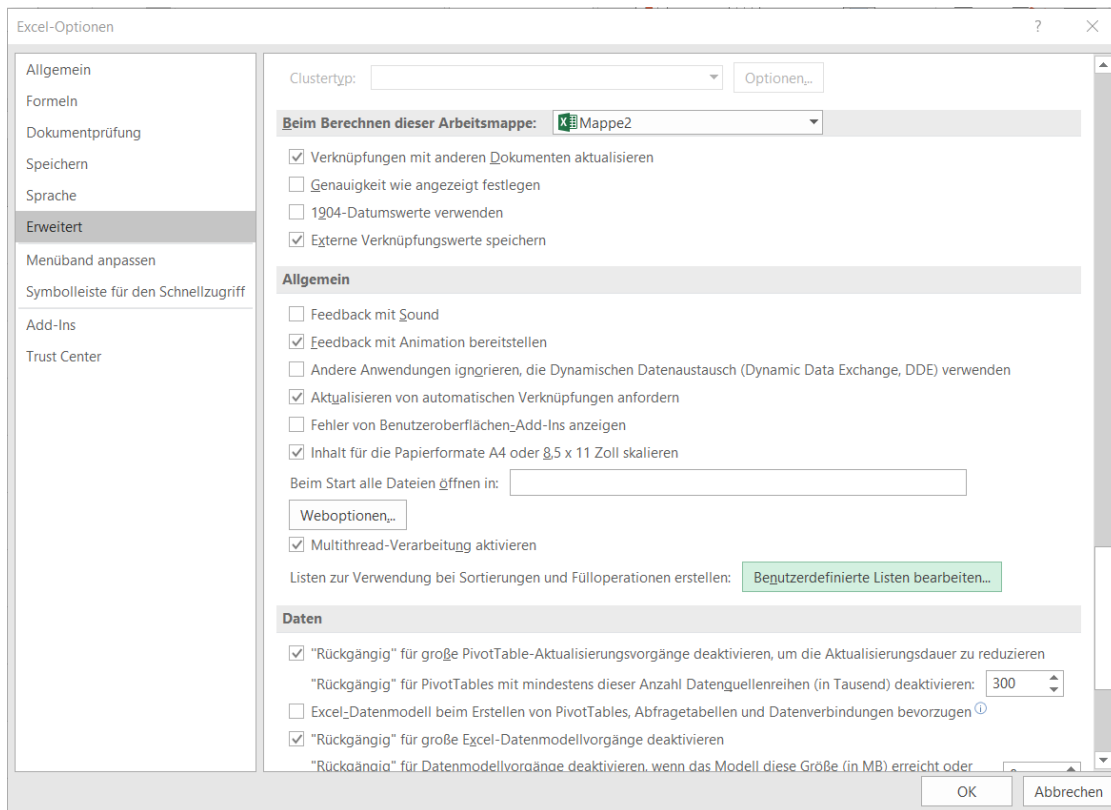 Excel-Optionen
?
Allgemein
Formeln
Dokumentprüfung
Speichern
Sprache
Erweitert
Menüband anpassen
Symbolleiste für den Schnellzugriff
Add-Ins
Trust Center
Clustertyp:
Optionen...
Beim Berechnen dieser Arbeitsmappe: Mappe2
Verknüpfungen mit anderen Dokumenten aktualisieren
Genauigkeit wie angezeigt festlegen
1904-Datumswerte verwenden
Externe Verknüpfungswerte speichern
Allgemein
Feedback mit Sound
Feedback mit Animation bereitstellen
Andere Anwendungen ignorieren, die Dynamischen Datenaustausch (Dynamic Data Exchange, DDE) verwenden
Aktualisieren von automatischen Verknüpfungen anfordern
Fehler von Benutzeroberflächen-Add-Ins anzeigen
Inhalt für die Papierformate A4 oder 8,5 x 11 Zoll skalieren
Beim Start alle Dateien öffnen in:
Weboptionen...
Multithread-Verarbeitung aktivieren
Listen zur Verwendung bei Sortierungen und Fülloperationen erstellen: Benutzerdefinierte Listen bearbeiten...
Daten
"Rückgängig" für große PivotTable-Aktualisierungsvorgänge deaktivieren, um die Aktualisierungsdauer zu reduzieren
"Rückgängig" für PivotTables mit mindestens dieser Anzahl Datenquellenreihen (in Tausend) deaktivieren: 300
Excel-Datenmodell beim Erstellen von PivotTables, Abfragetabellen und Datenverbindungen bevorzugen
"Rückgängig" für große Excel-Datenmodellvorgänge deaktivieren
"Rückgängig" für Datenmodellvorgänge deaktivieren, wenn das Modell diese Größe (in MB) erreicht oder
OK
Abbrechen